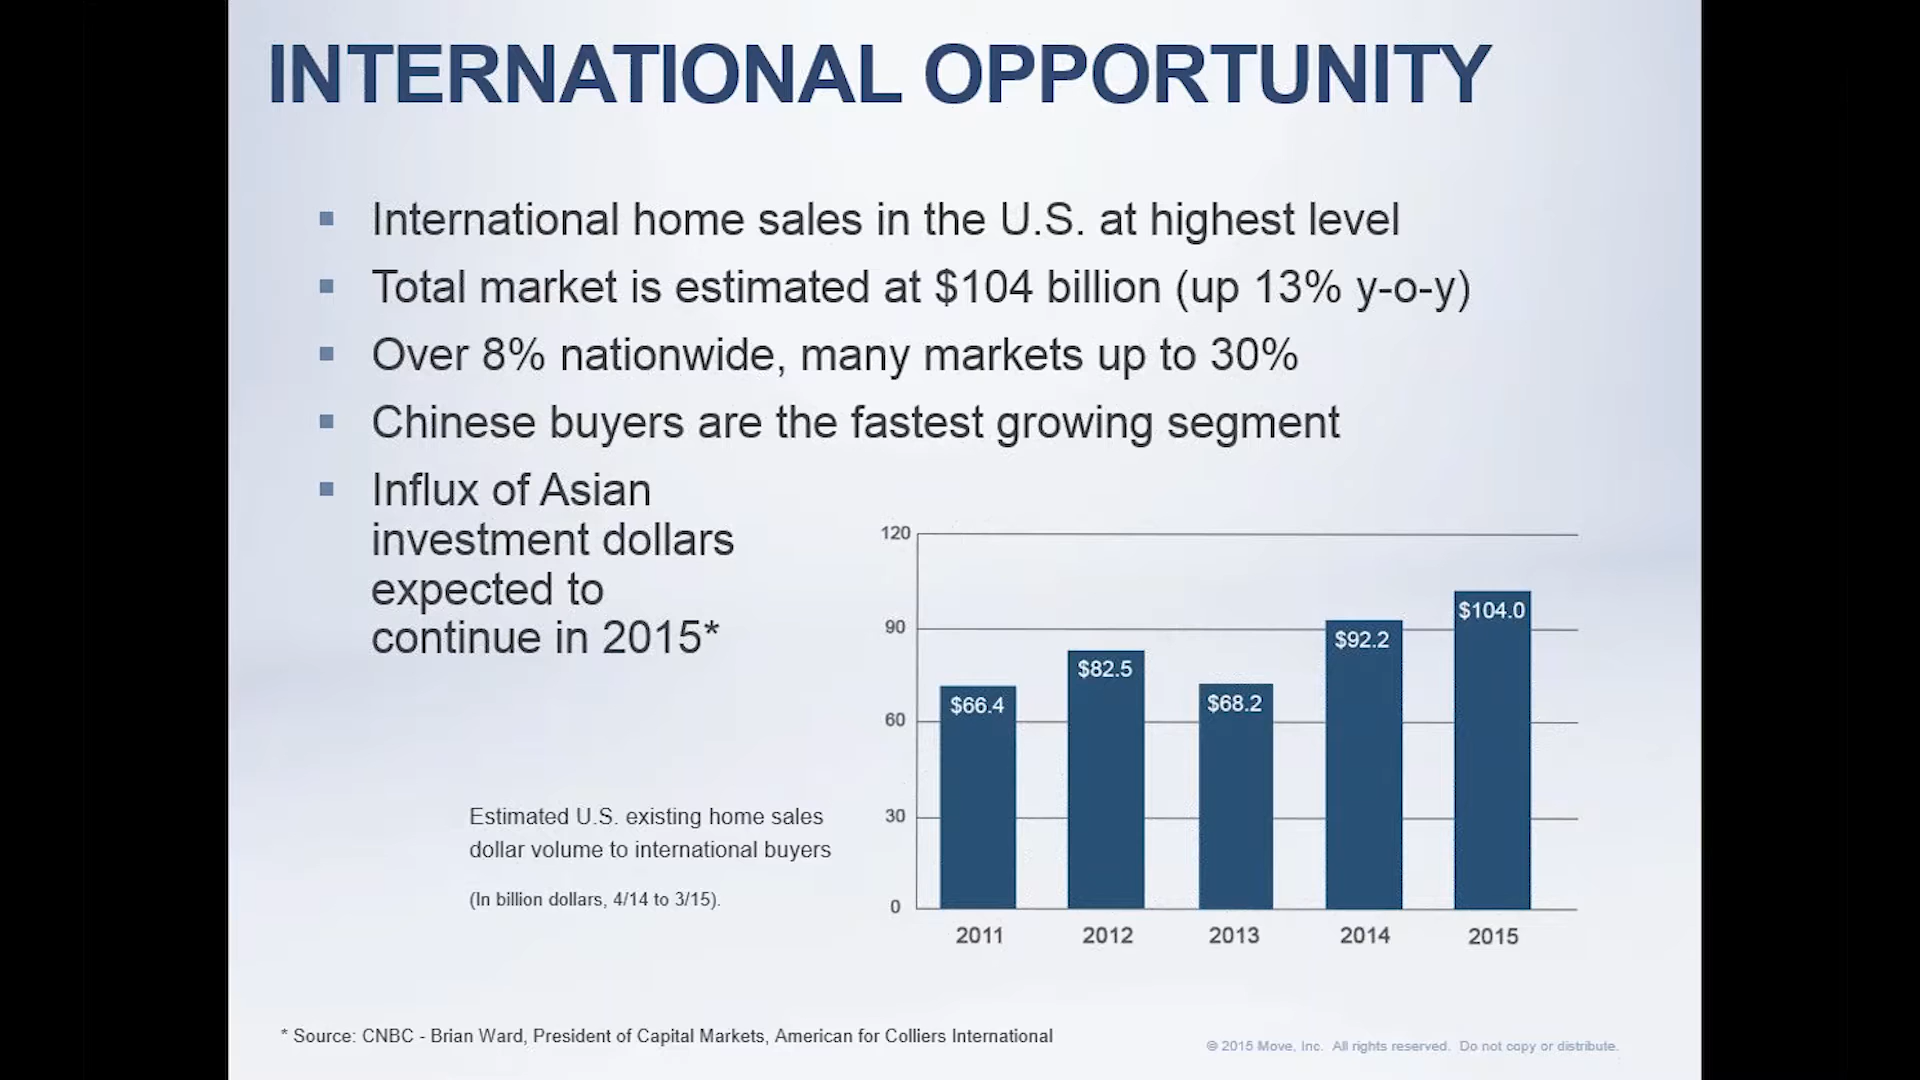 INTERNATIONAL OPPORTUNITY
International home sales in the U.S. at highest level
Total market is estimated at $104 billion (up 13% y-o-y)
Over 8% nationwide, many markets up to 30%
Chinese buyers are the fastest growing segment
Influx of Asian
investment dollars
expected to
continue in 2015*
Estimated U.S. existing home sales
dollar volume to international buyers
(In billion dollars, 4/14 to 3/15).
120
90
60
30
0
$66.4
$82.5
$68.2
$92.2
$104.0
2011
2012
2013
2014
2015
* Source: CNBC - Brian Ward, President of Capital Markets, American for Colliers International
© 2015 Move, Inc. All rights reserved. Do not copy or distribute.